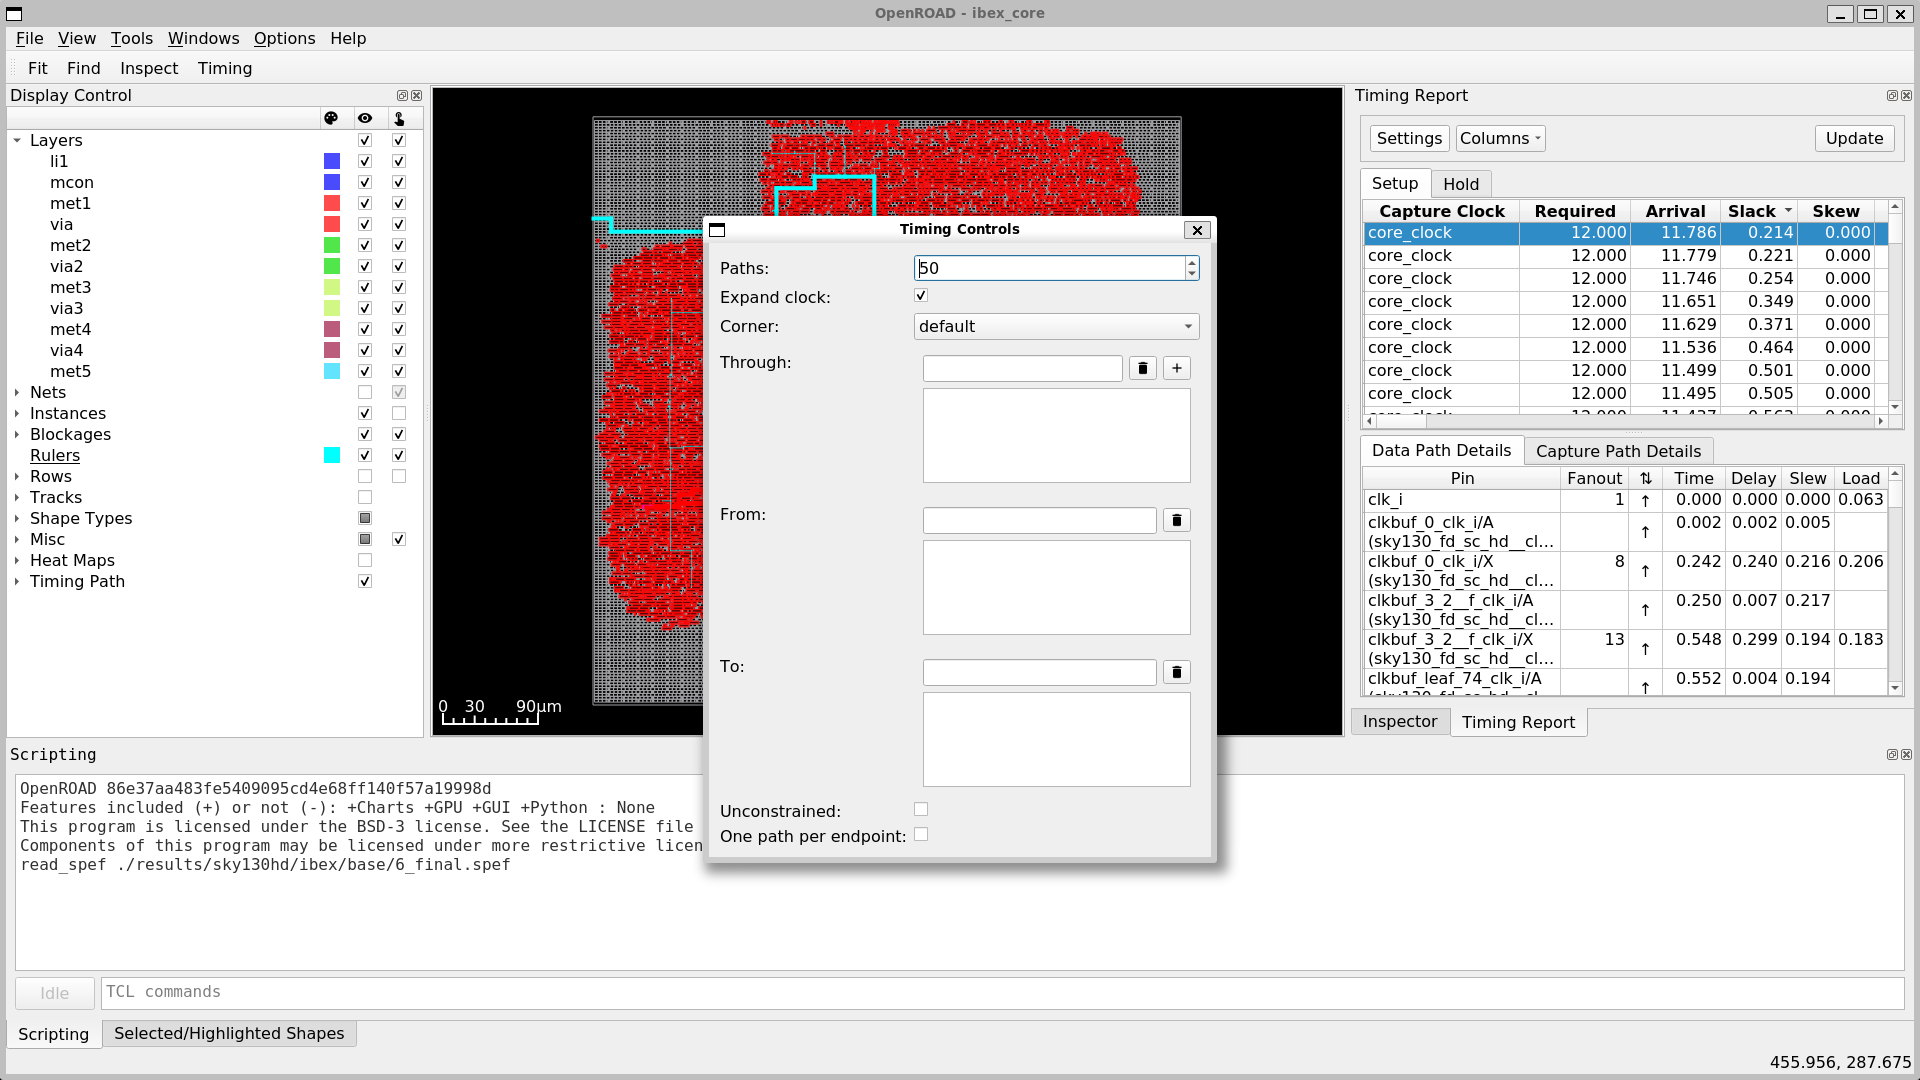 OpenROAD - ibex_core
File View Tools Windows Options Help
Fit Find Inspect Timing
Display Control
Layers
li1
mcon
met1
via
met2
via2
met3
via3
met4
via4
met5
Nets
Instances
Blockages
Rulers
Rows
Tracks
Shape Types
Misc
Heat Maps
Timing Path
0 30 90μm
Timing Controls
Paths: 50
Expand clock:
Corner: default
Through:
From:
To:
Unconstrained:
One path per endpoint:
Timing Report
Settings Columns Update
Setup Hold
Capture Clock Required Arrival Slack Skew
core_clock 12.000 11.786 0.214 0.000
core_clock 12.000 11.779 0.221 0.000
core_clock 12.000 11.746 0.254 0.000
core_clock 12.000 11.651 0.349 0.000
core_clock 12.000 11.629 0.371 0.000
core_clock 12.000 11.536 0.464 0.000
core_clock 12.000 11.499 0.501 0.000
core_clock 12.000 11.495 0.505 0.000
Data Path Details Capture Path Details
Pin Fanout ⇅ Time Delay Slew Load
clk_i 1 ↑ 0.000 0.000 0.000 0.063
clkbuf_0_clk_i/A ↑ 0.002 0.002 0.005
(sky130_fd_sc_hd__cl...
clkbuf_0_clk_i/X 8 ↑ 0.242 0.240 0.216 0.206
(sky130_fd_sc_hd__cl...
clkbuf_3_2__f_clk_i/A ↑ 0.250 0.007 0.217
(sky130_fd_sc_hd__cl...
clkbuf_3_2__f_clk_i/X 13 ↑ 0.548 0.299 0.194 0.183
(sky130_fd_sc_hd__cl...
clkbuf_leaf_74_clk_i/A ↑ 0.552 0.004 0.194
Inspector Timing Report
Scripting
OpenROAD 86e37aa483fe5409095cd4e68ff140f57a19998d
Features included (+) or not (-): +Charts +GPU +GUI +Python : None
This program is licensed under the BSD-3 license. See the LICENSE file
Components of this program may be licensed under more restrictive licen
read_spef ./results/sky130hd/ibex/base/6_final.spef
Idle TCL commands
Scripting Selected/Highlighted Shapes
455.956, 287.675